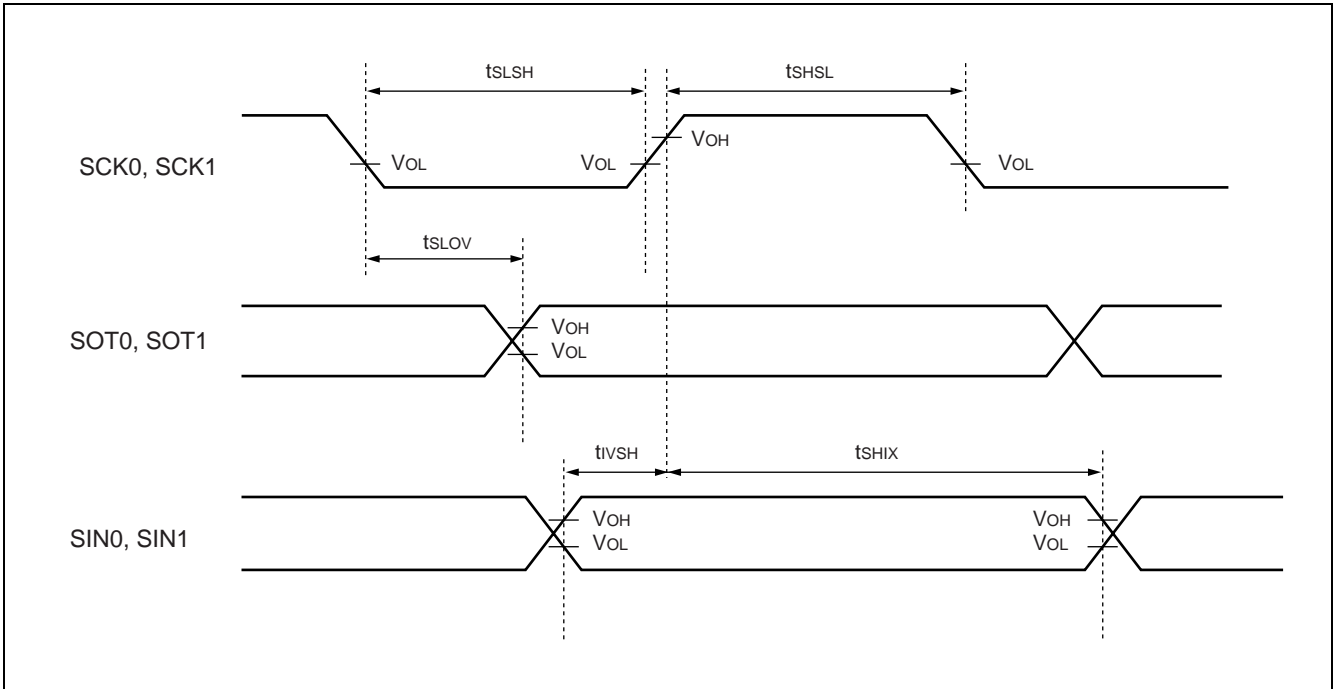 tSLSH
tSHSL
SCK0, SCK1
VOL
VOL
VOH
VOL
tSLOV
SOT0, SOT1
VOH
VOL
tIVSH
tSHIX
SIN0, SIN1
VOH
VOL
VOH
VOL